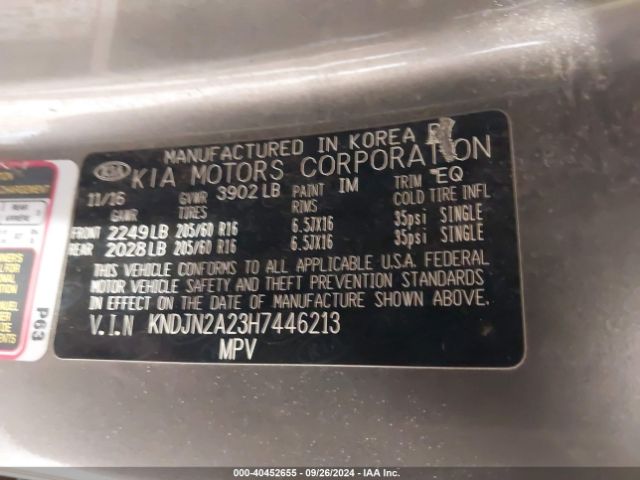 MANUFACTURED IN KOREA
KIA KIA MOTORS CORPORATION
11/16 GVWR 3902 LB PAINT IM TRIM EQ
GAWR TIRES RIMS COLD TIRE INFL
FRONT 2249 LB 205/60 R16 6.5JX16 35psi SINGLE
REAR 2028 LB 205/60 R16 6.5JX16 35psi SINGLE
THIS VEHICLE CONFORMS TO ALL APPLICABLE U.S.A. FEDERAL
MOTOR VEHICLE SAFETY AND THEFT PREVENTION STANDARDS
IN EFFECT ON THE DATE OF MANUFACTURE SHOWN ABOVE.
V.I.N KNDJN2A23H7446213
MPV
P63
000-40452655 - 09/26/2024 - IAA Inc.